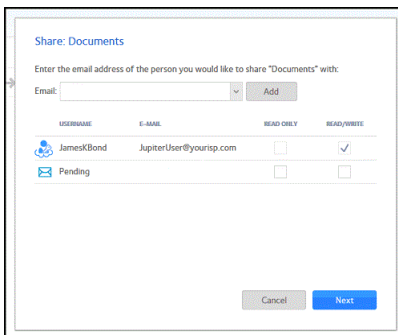 Share: Documents
Enter the email address of the person you would like to share "Documents" with:
Email: Add
USERNAME E-MAIL READ ONLY READ/WRITE
JamesKBond JupiterUser@yourisp.com
Pending
Cancel Next